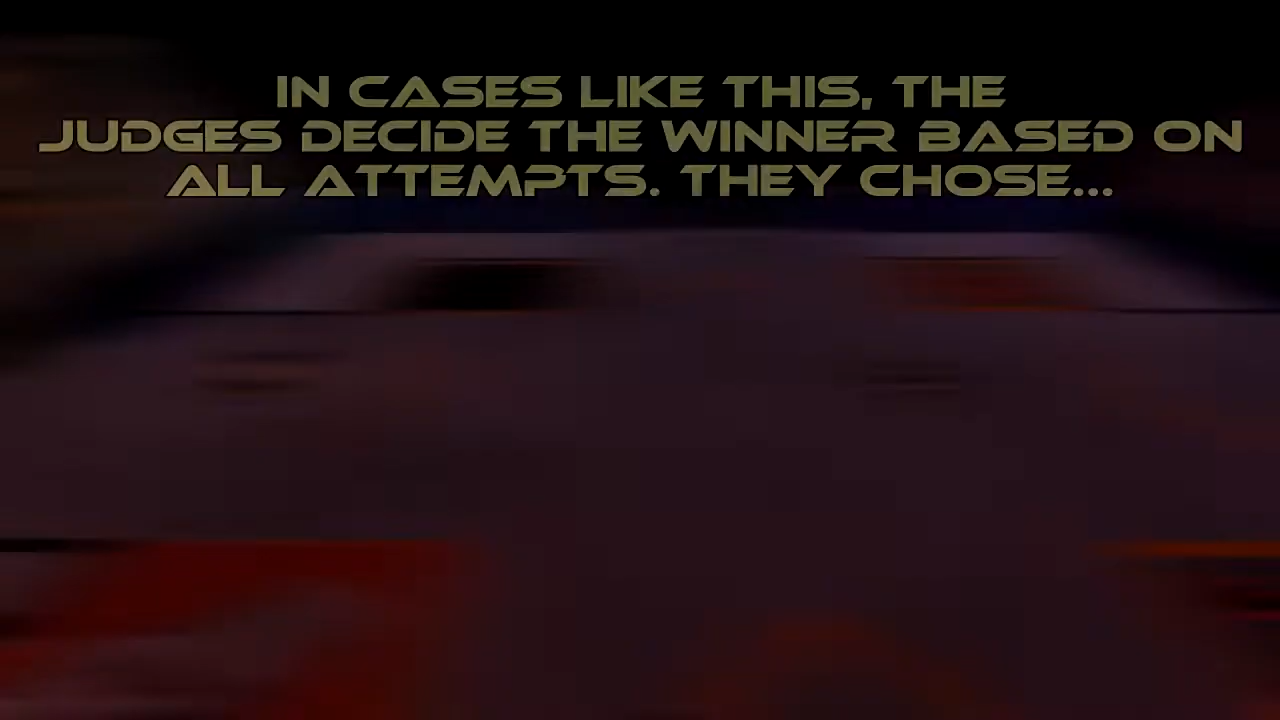 IN CASES LIKE THIS, THE
JUDGES DECIDE THE WINNER BASED ON
ALL ATTEMPTS. THEY CHOSE...